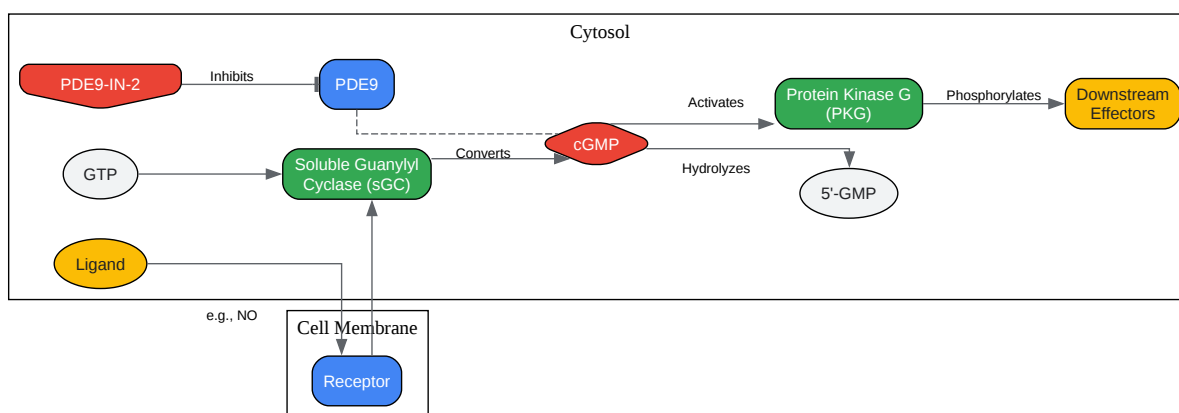 Cytosol
PDE9-IN-2
Inhibits
PDE9
Activates
Protein Kinase G
(PKG)
Phosphorylates
Downstream
Effectors
cGMP
GTP
Soluble Guanylyl
Cyclase (sGC)
Converts
Hydrolyzes
5'-GMP
Ligand
e.g., NO
Cell Membrane
Receptor